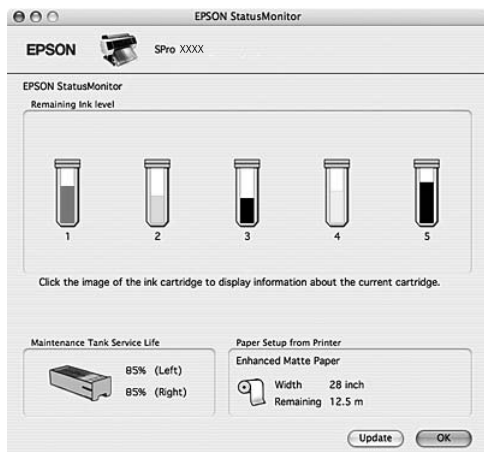 EPSON StatusMonitor
EPSON SPro XXXX
EPSON StatusMonitor
Remaining Ink level
1 2 3 4 5
Click the image of the ink cartridge to display information about the current cartridge.
Maintenance Tank Service Life
85% (Left)
85% (Right)
Paper Setup from Printer
Enhanced Matte Paper
Width 28 inch
Remaining 12.5 m
Update OK